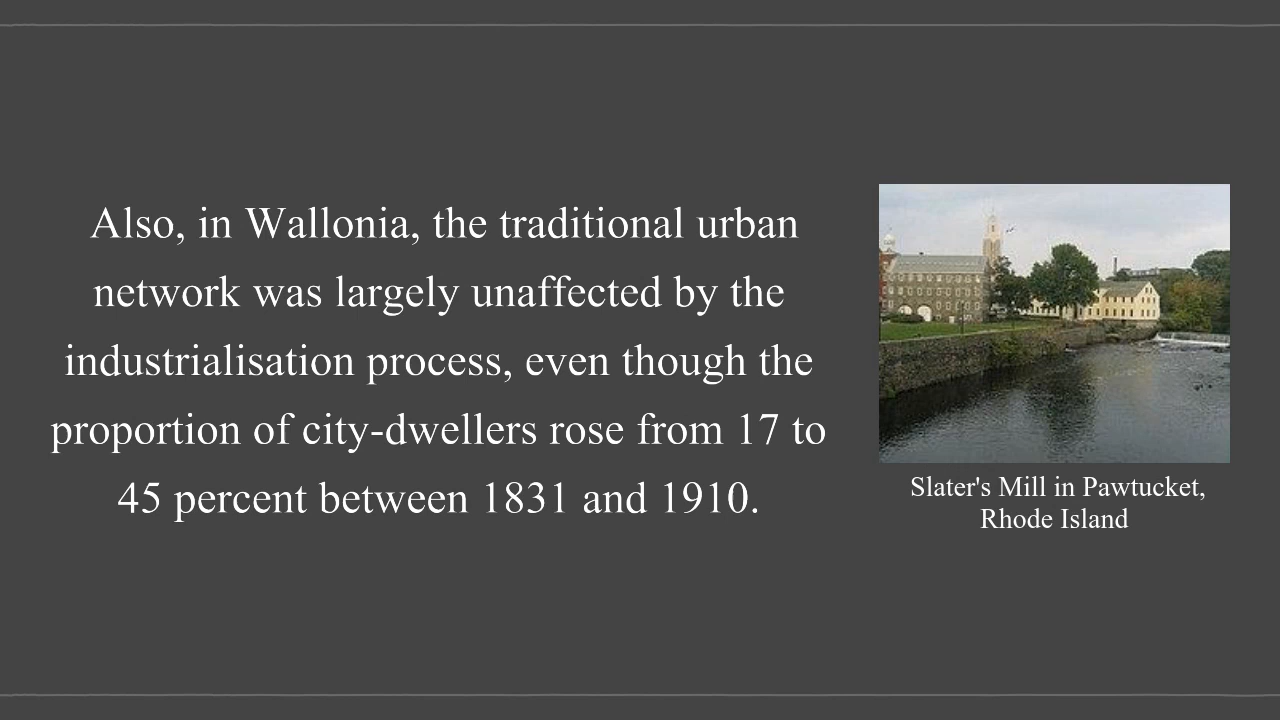 Also, in Wallonia, the traditional urban
network was largely unaffected by the
industrialisation process, even though the
proportion of city-dwellers rose from 17 to
45 percent between 1831 and 1910.
Slater's Mill in Pawtucket,
Rhode Island